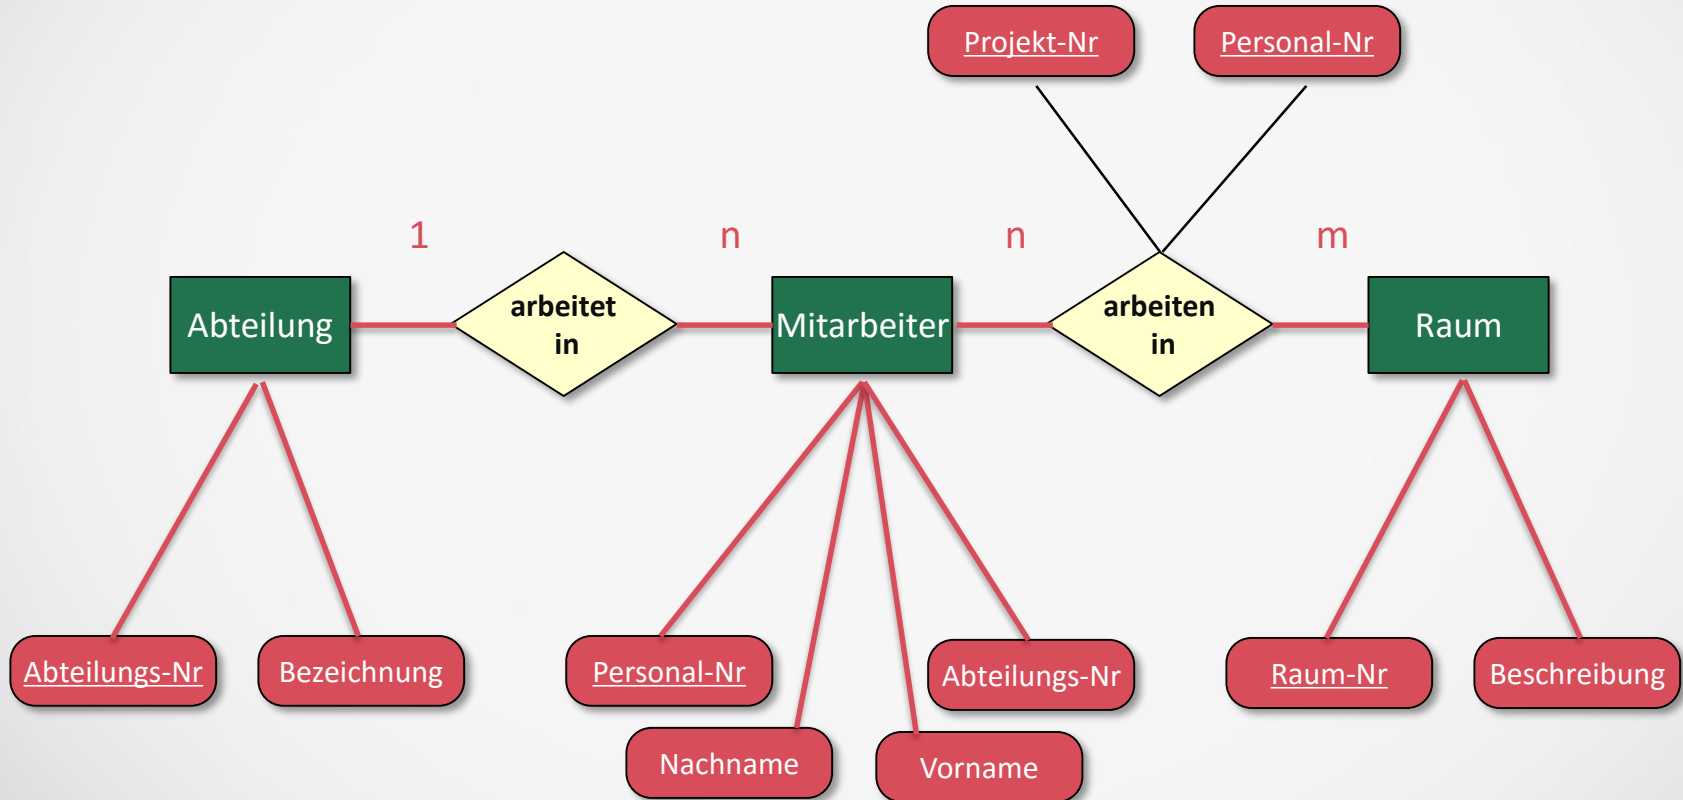 Projekt-Nr
Personal-Nr
1
n
n
m
Abteilung
arbeitet
in
Mitarbeiter
arbeiten
in
Raum
Abteilungs-Nr
Bezeichnung
Personal-Nr
Abteilungs-Nr
Raum-Nr
Beschreibung
Nachname
Vorname